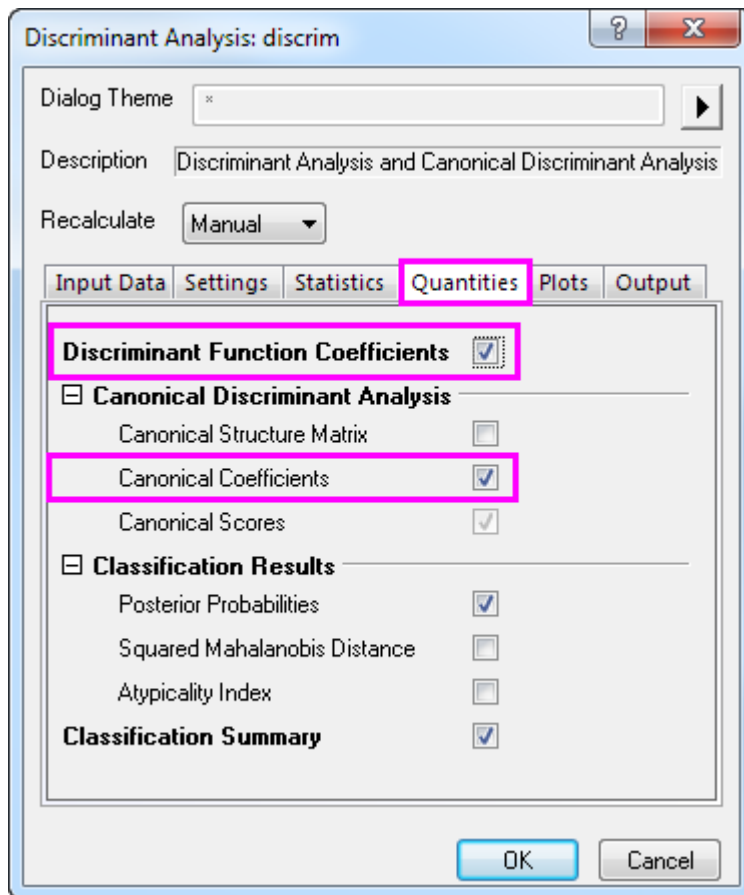 Discriminant Analysis: discrim
Dialog Theme *
Description Discriminant Analysis and Canonical Discriminant Analysis
Recalculate Manual
Input Data Settings Statistics Quantities Plots Output
Discriminant Function Coefficients
Canonical Discriminant Analysis
Canonical Structure Matrix
Canonical Coefficients
Canonical Scores
Classification Results
Posterior Probabilities
Squared Mahalanobis Distance
Atypicality Index
Classification Summary
OK Cancel